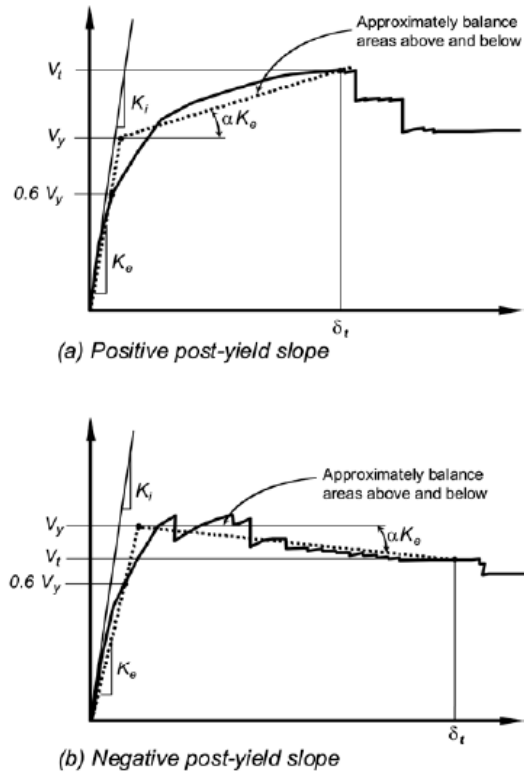 Approximately balance
areas above and below
V_t
K_i
V_y
αK_e
0.6 V_y
K_e
δ_t
(a) Positive post-yield slope
K_i
Approximately balance
areas above and below
V_y
αK_e
V_t
0.6 V_y
K_e
δ_t
(b) Negative post-yield slope